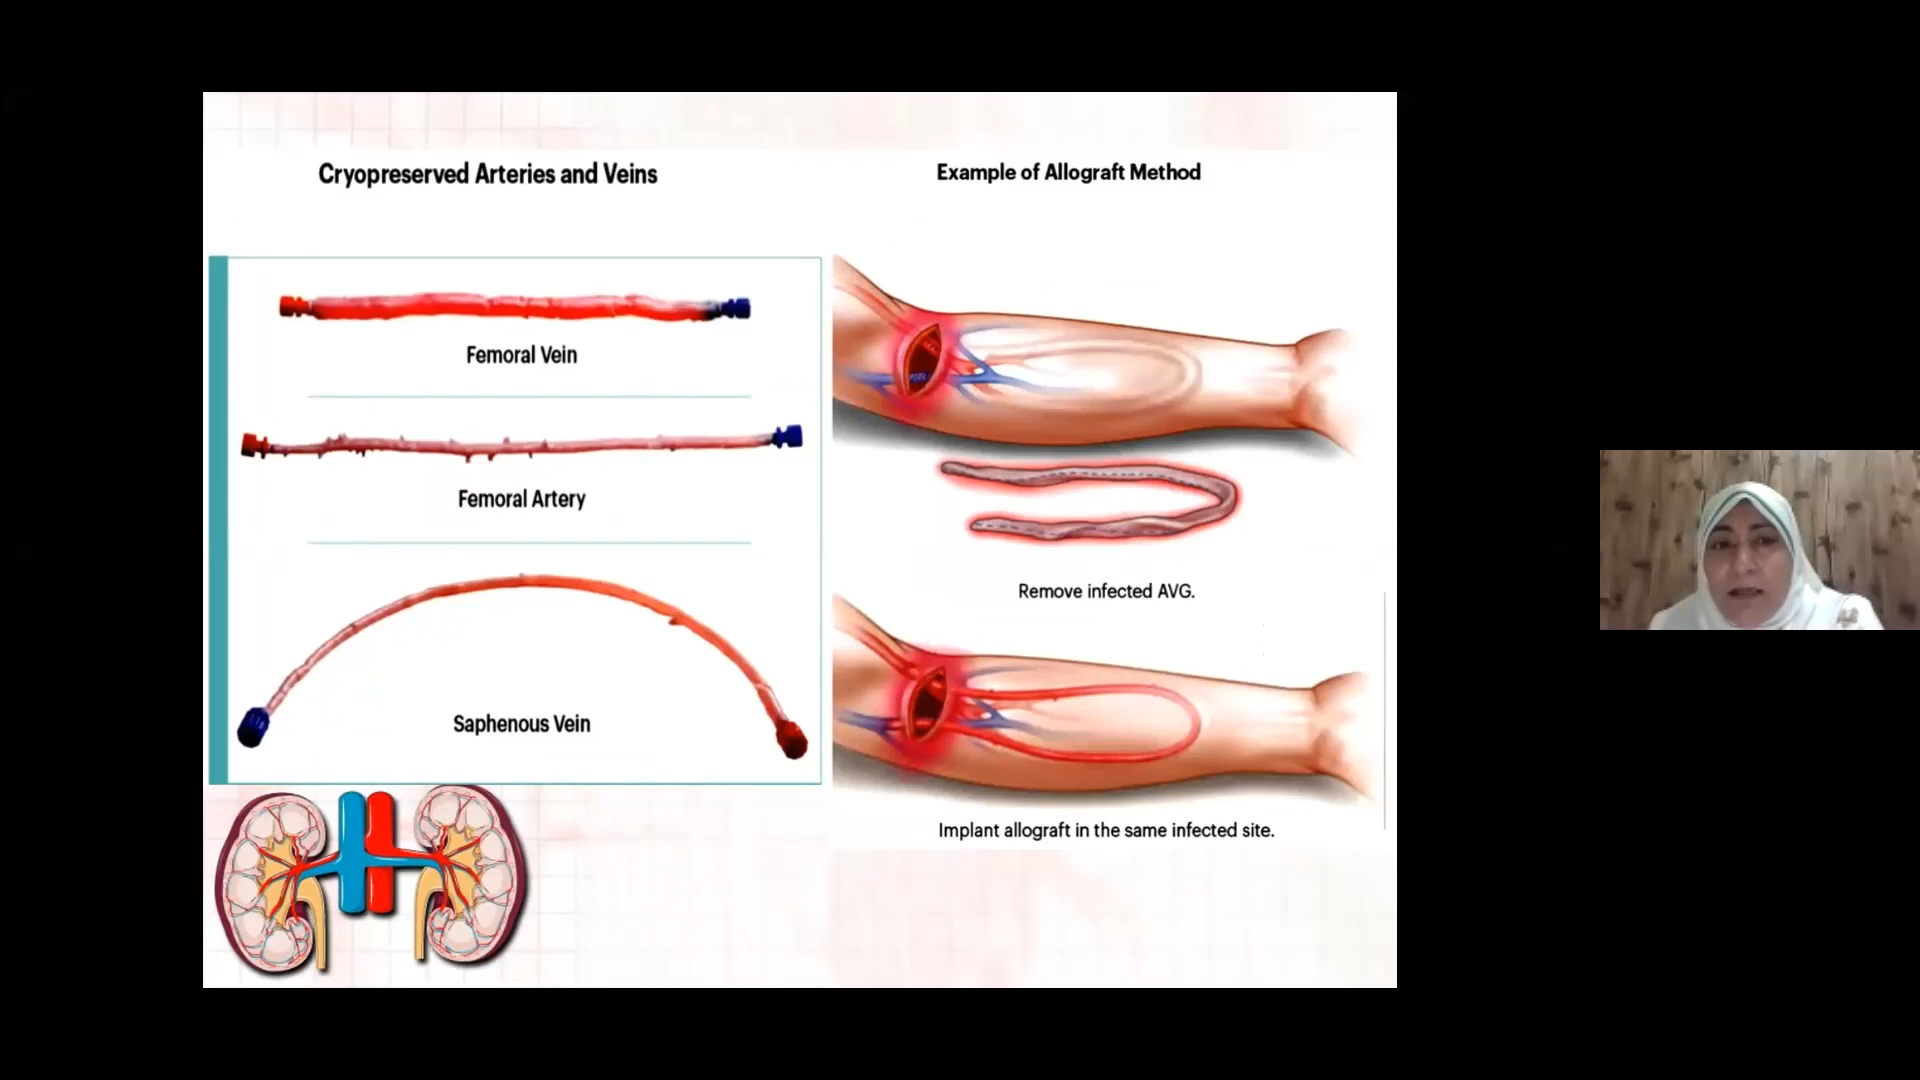 Cryopreserved Arteries and Veins
Femoral Vein
Femoral Artery
Saphenous Vein
Example of Allograft Method
Remove infected AVG.
Implant allograft in the same infected site.